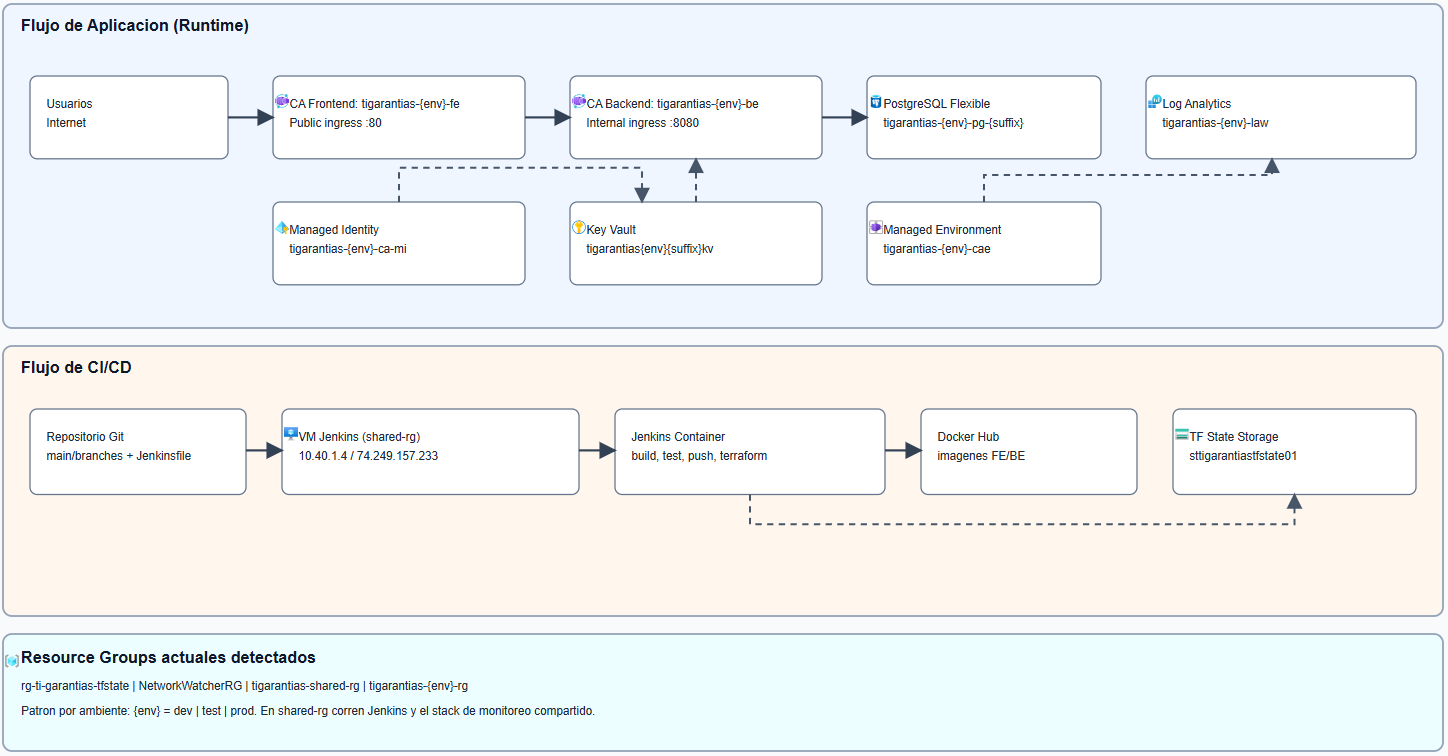 Flujo de Aplicacion (Runtime)
Usuarios
Internet
CA Frontend: tigarantias-{env}-fe
Public ingress :80
CA Backend: tigarantias-{env}-be
Internal ingress :8080
PostgreSQL Flexible
tigarantias-{env}-pg-{suffix}
Log Analytics
tigarantias-{env}-law
Managed Identity
tigarantias-{env}-ca-mi
Key Vault
tigarantias{env}{suffix}kv
Managed Environment
tigarantias-{env}-cae
Flujo de CI/CD
Repositorio Git
main/branches + Jenkinsfile
VM Jenkins (shared-rg)
10.40.1.4 / 74.249.157.233
Jenkins Container
build, test, push, terraform
Docker Hub
imagenes FE/BE
TF State Storage
sttigarantiastfstate01
Resource Groups actuales detectados
rg-ti-garantias-tfstate | NetworkWatcherRG | tigarantias-shared-rg | tigarantias-{env}-rg
Patron por ambiente: {env} = dev | test | prod. En shared-rg corren Jenkins y el stack de monitoreo compartido.